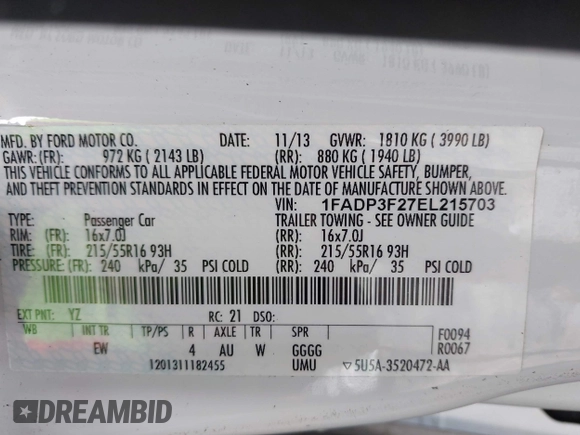 MFD. BY FORD MOTOR CO. DATE: 11/13 GVWR: 1810 KG ( 3990 LB)
GAWR: (FR): 972 KG ( 2143 LB) (RR): 880 KG ( 1940 LB)
THIS VEHICLE CONFORMS TO ALL APPLICABLE FEDERAL MOTOR VEHICLE SAFETY, BUMPER,
AND THEFT PREVENTION STANDARDS IN EFFECT ON THE DATE OF MANUFACTURE SHOWN ABOVE.
VIN: 1FADP3F27EL215703
TYPE: Passenger Car TRAILER TOWING - SEE OWNER GUIDE
RIM: (FR): 16x7.0J (RR): 16x7.0J
TIRE: (FR): 215/55R16 93H (RR): 215/55R16 93H
PRESSURE: (FR): 240 kPa/ 35 PSI COLD (RR): 240 kPa/ 35 PSI COLD
EXT PNT: YZ RC: 21 DSO:
WB INT TR TP/PS R AXLE TR SPR F0094
EW 4 AU W GGGG R0067
1201311182455 UMU ▽5U5A-3520472-AA
DREAMBID